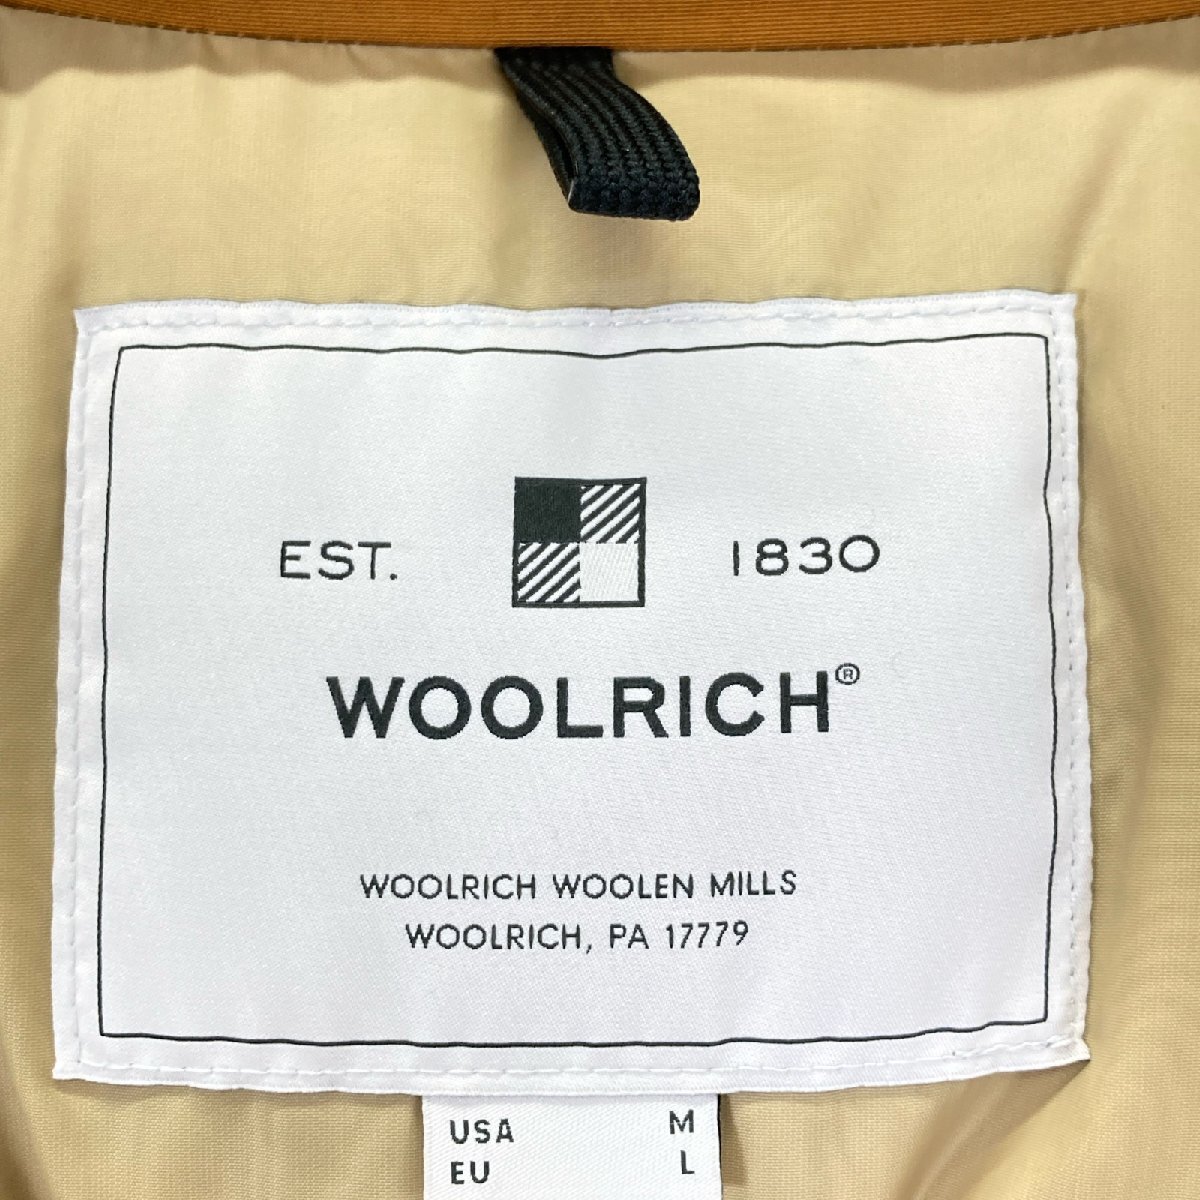 EST. 1830
WOOLRICH®
WOOLRICH WOOLEN MILLS
WOOLRICH, PA 17779
USA M
EU L